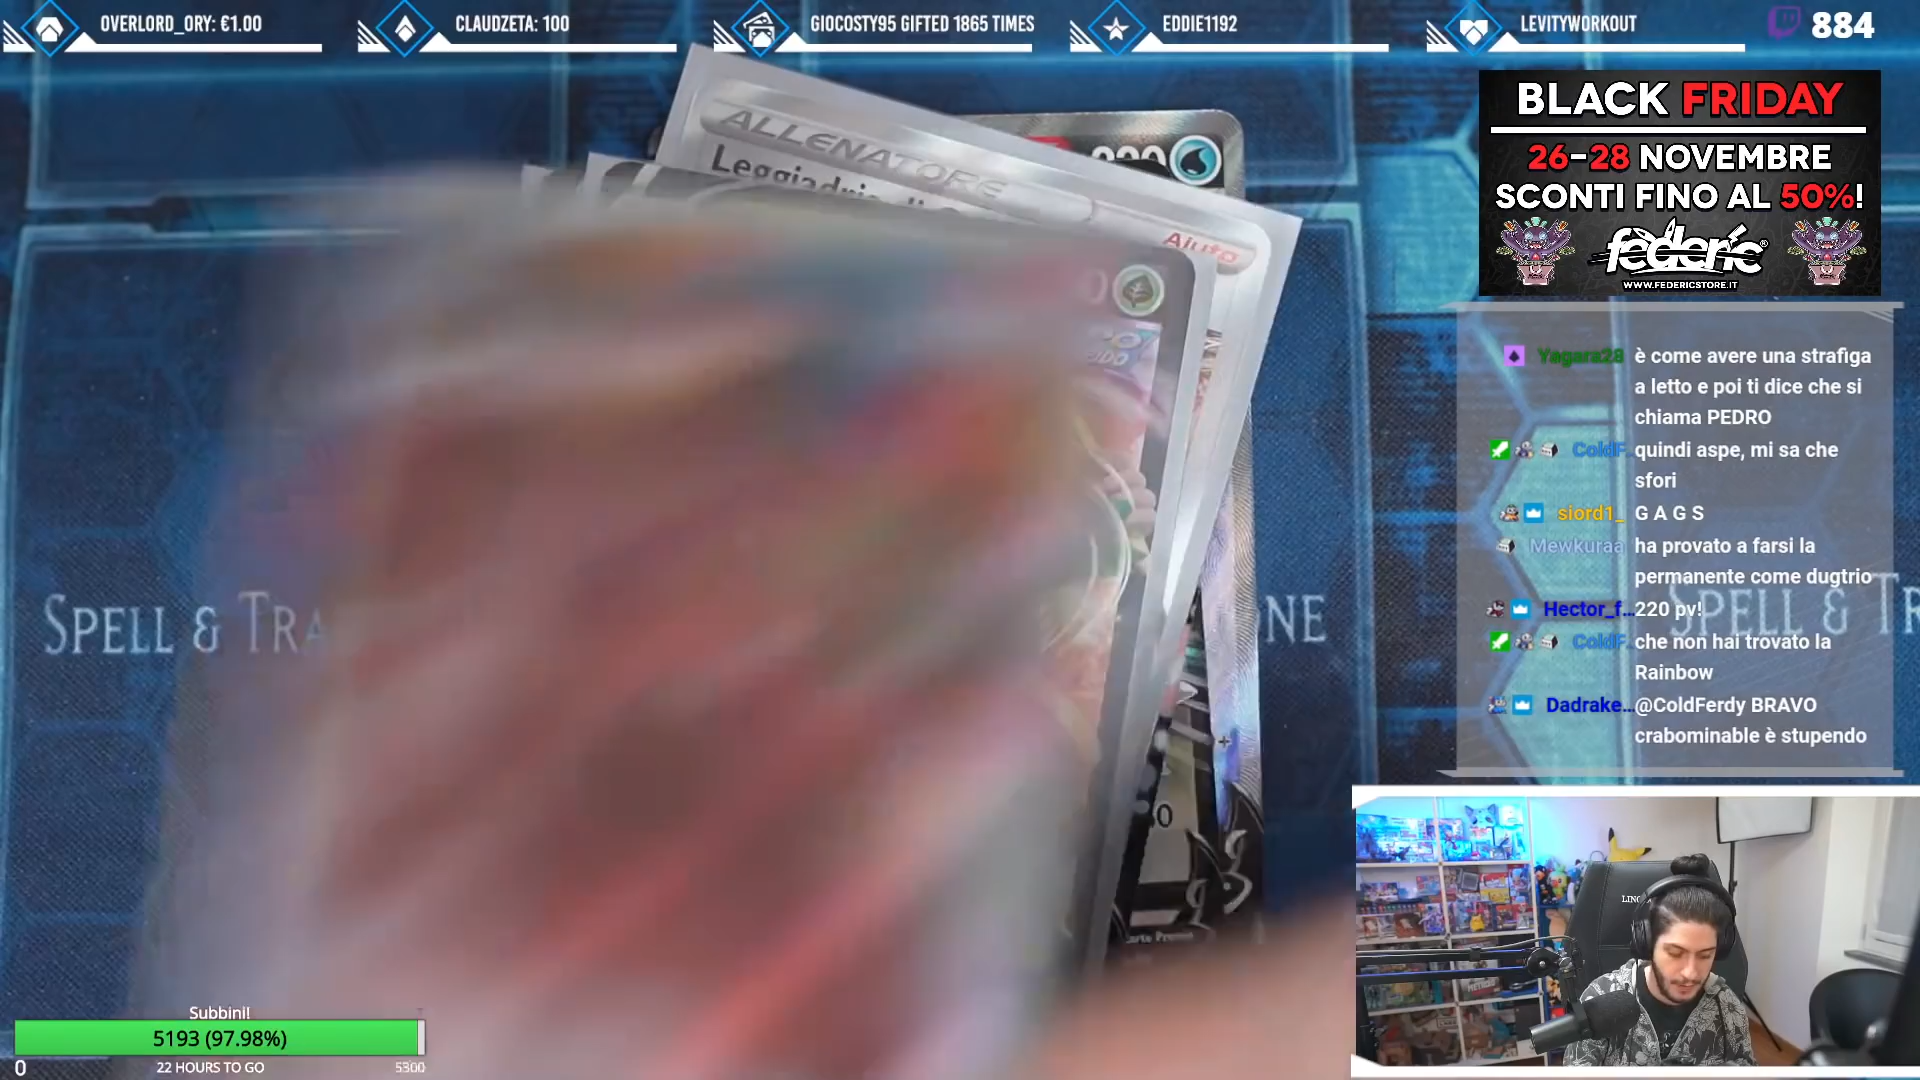 OVERLORD_ORY: €1.00
CLAUDZETA: 100
GIOCOSTY95 GIFTED 1865 TIMES
EDDIE1192
LEVITYWORKOUT
884
BLACK FRIDAY
26-28 NOVEMBRE
SCONTI FINO AL 50%!
federic®
WWW.FEDERICSTORE.IT
ALLENATORE
Aiuto
Yagara28 è come avere una strafiga
a letto e poi ti dice che si
chiama PEDRO
ColdF... quindi aspe, mi sa che
sfori
siord1_ G A G S
Mewkuraa ha provato a farsi la
permanente come dugtrio
Hector_f... 220 pv!
ColdF... che non hai trovato la
Rainbow
Dadrake... @ColdFerdy BRAVO
crabominable è stupendo
SPELL & TRA
NE
SPELL & TR
Subbini!
5193 (97.98%)
0
22 HOURS TO GO
5300